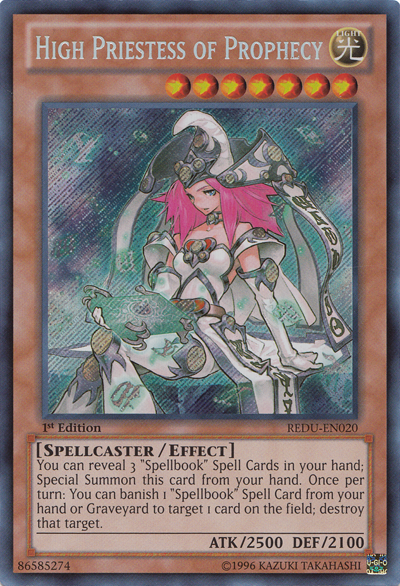 HIGH PRIESTESS OF PROPHECY
LIGHT
光
1st Edition
REDU-EN020
[SPELLCASTER / EFFECT]
You can reveal 3 "Spellbook" Spell Cards in your hand;
Special Summon this card from your hand. Once per
turn: You can banish 1 "Spellbook" Spell Card from your
hand or Graveyard to target 1 card on the field; destroy
that target.
ATK/2500 DEF/2100
86585274
©1996 KAZUKI TAKAHASHI